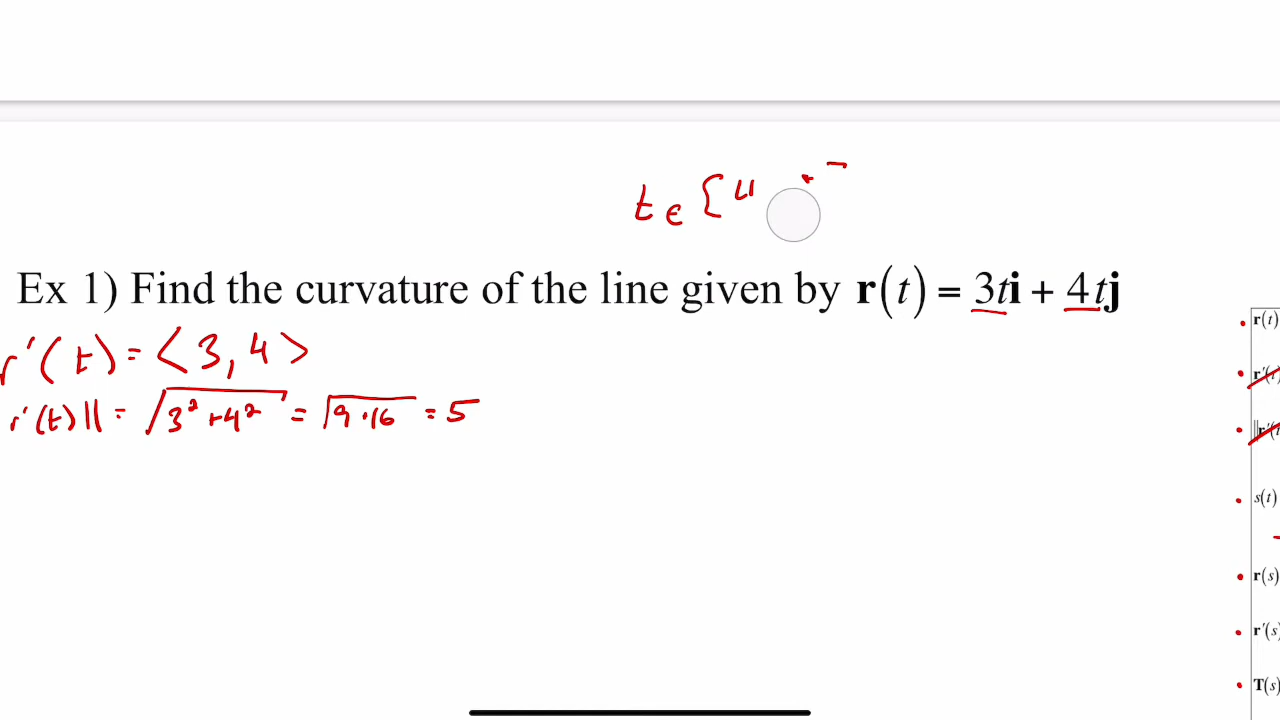 t ∈ [
Ex 1) Find the curvature of the line given by r(t) = 3ti + 4tj
r'(t) = <3, 4>
r'(t)|| = √3² + 4² = √9 · 16 = 5
r(t)
r'(t)
||r'(t
s(t)
r(s)
r'(s)
T(s)